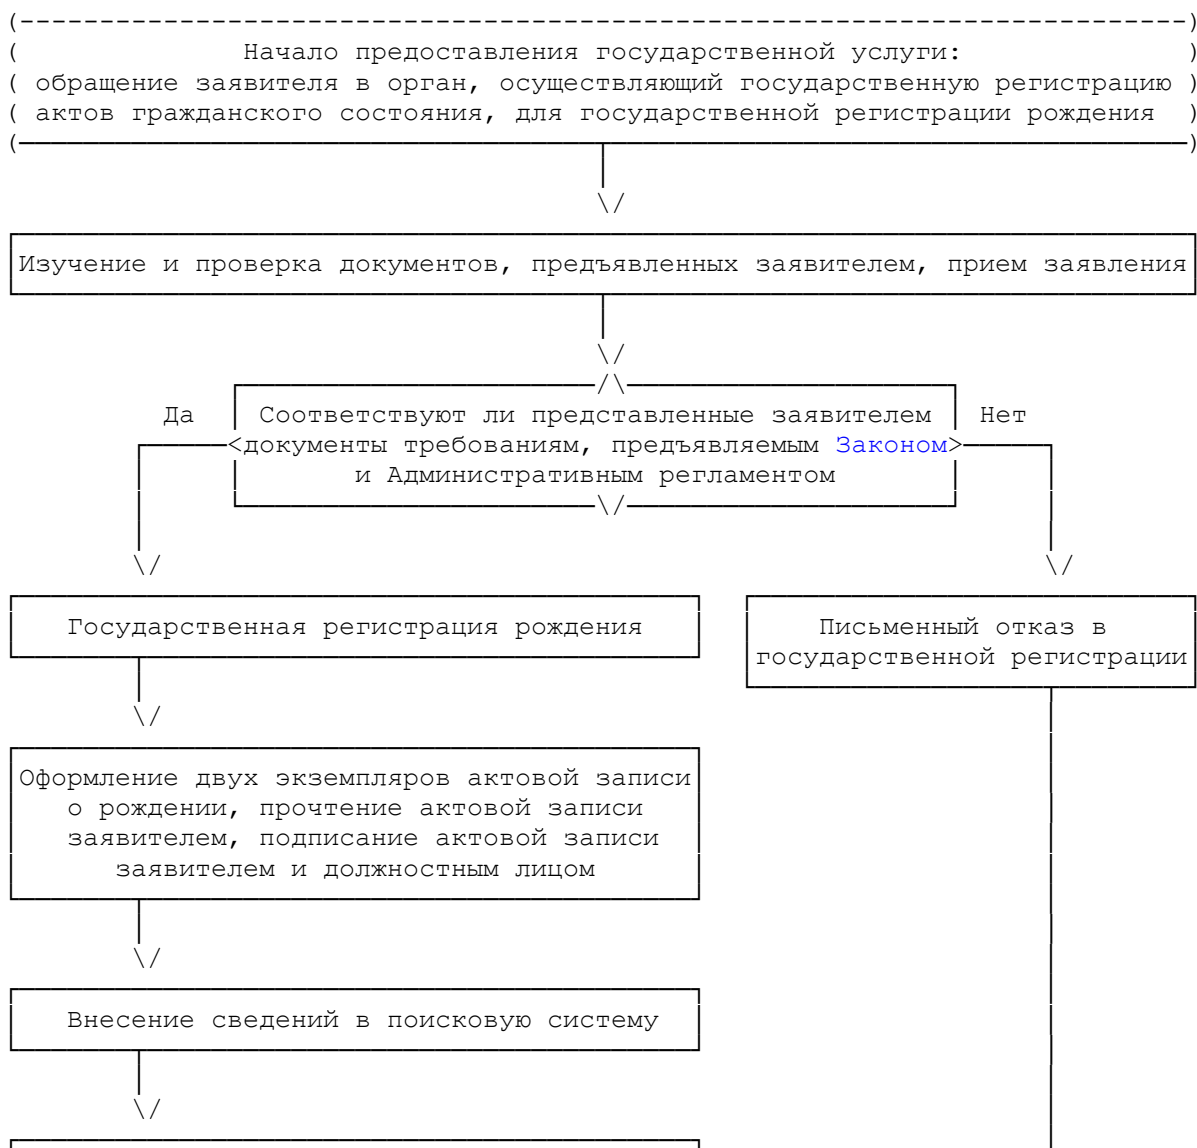 Начало предоставления государственной услуги:
обращение заявителя в орган, осуществляющий государственную регистрацию
актов гражданского состояния, для государственной регистрации рождения
Изучение и проверка документов, предъявленных заявителем, прием заявления
Да
Соответствуют ли представленные заявителем
Нет
документы требованиям, предъявляемым Законом
и Административным регламентом
Государственная регистрация рождения
Письменный отказ в
государственной регистрации
Оформление двух экземпляров актовой записи
о рождении, прочтение актовой записи
заявителем, подписание актовой записи
заявителем и должностным лицом
Внесение сведений в поисковую систему